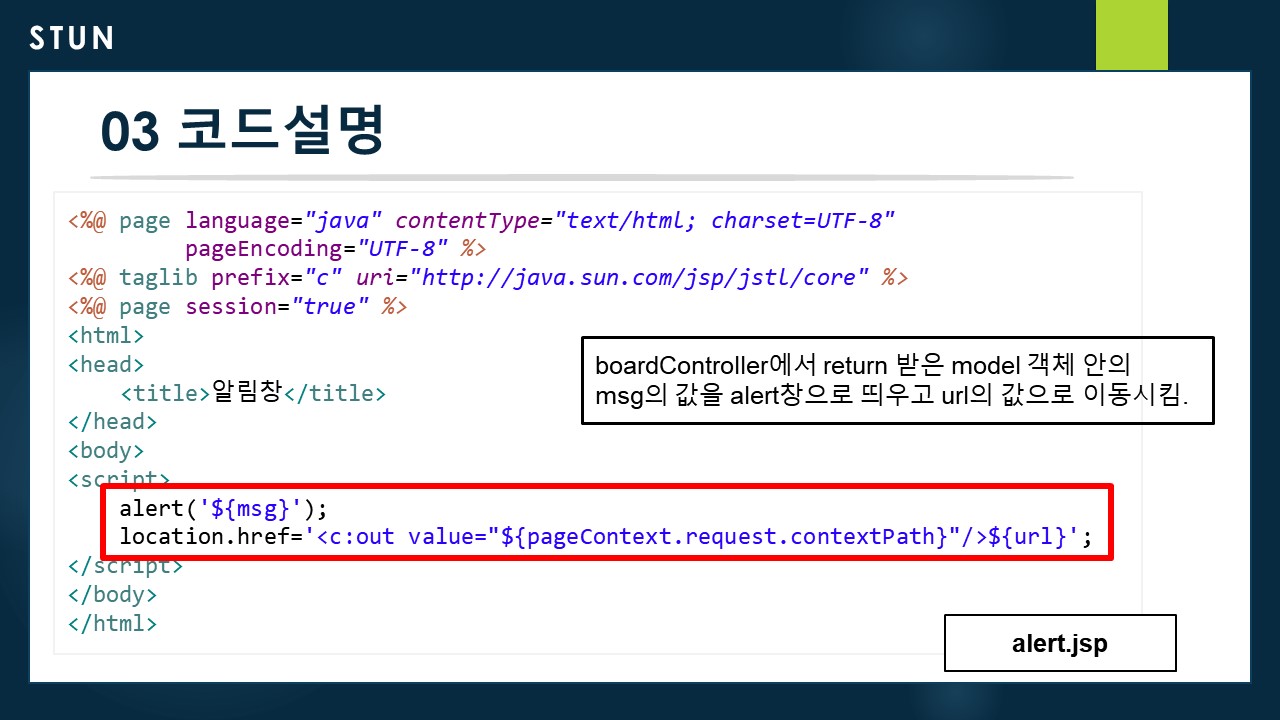 STUN
03 코드설명
<%@ page language="java" contentType="text/html; charset=UTF-8"
pageEncoding="UTF-8" %>
<%@ taglib prefix="c" uri="http://java.sun.com/jsp/jstl/core" %>
<%@ page session="true" %>
<html>
<head>
<title>알림창</title>
</head>
<body>
<script>
alert('${msg}');
location.href='<c:out value="${pageContext.request.contextPath}"/>${url}';
</script>
</body>
</html>
boardController에서 return 받은 model 객체 안의
msg의 값을 alert창으로 띄우고 url의 값으로 이동시킴.
alert.jsp